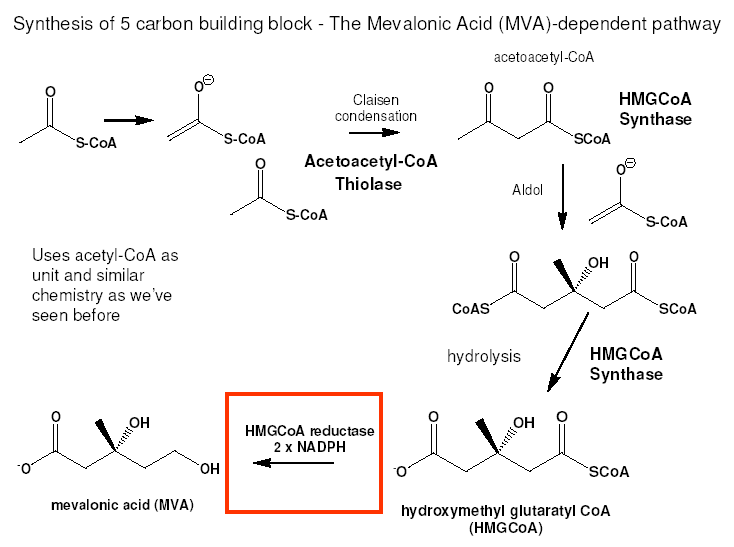 Synthesis of 5 carbon building block - The Mevalonic Acid (MVA)-dependent pathway
acetoacetyl-CoA
O
S-CoA
O⊖
S-CoA
Claisen
condensation
Acetoacetyl-CoA
Thiolase
O
S-CoA
O
O
SCoA
HMGCoA
Synthase
Aldol
O⊖
S-CoA
Uses acetyl-CoA as
unit and similar
chemistry as we've
seen before
O
CoAS
OH
O
SCoA
hydrolysis
HMGCoA
Synthase
O
-O
OH
OH
mevalonic acid (MVA)
HMGCoA reductase
2 x NADPH
O
-O
OH
O
SCoA
hydroxymethyl glutaratyl CoA
(HMGCoA)